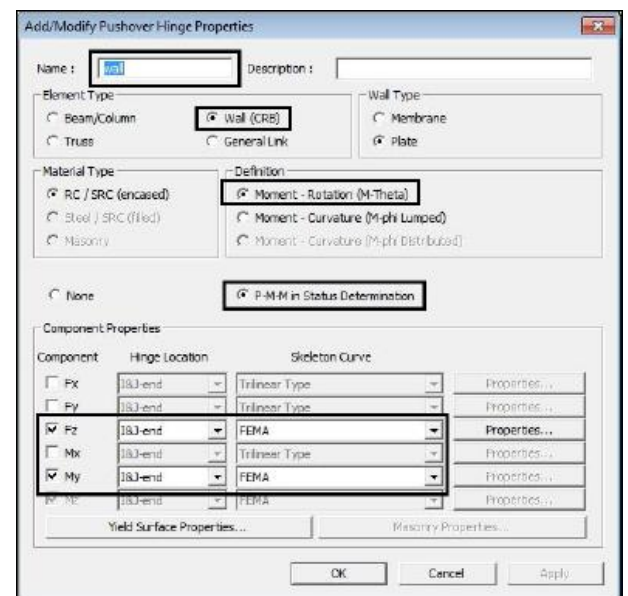 Add/Modify Pushover Hinge Properties
Name : wall Description :
Element Type
Beam/Column Wall (CRB)
Truss General Link
Wall Type
Membrane
Plate
Material Type
RC / SRC (encased)
Steel / SRC (filled)
Masonry
Definition
Moment - Rotation (M-Theta)
Moment - Curvature (M-phi Lumped)
Moment - Curvature (M-phi Distributed)
None P-M-M in Status Determination
Component Properties
Component Hinge Location Skeleton Curve
Fx I&J-end Trilinear Type Properties...
Fy I&J-end Trilinear Type Properties...
Fz I&J-end FEMA Properties...
Mx I&J-end Trilinear Type Properties...
My I&J-end FEMA Properties...
Mz I&J-end FEMA Properties...
Yield Surface Properties... Masonry Properties...
OK Cancel Apply